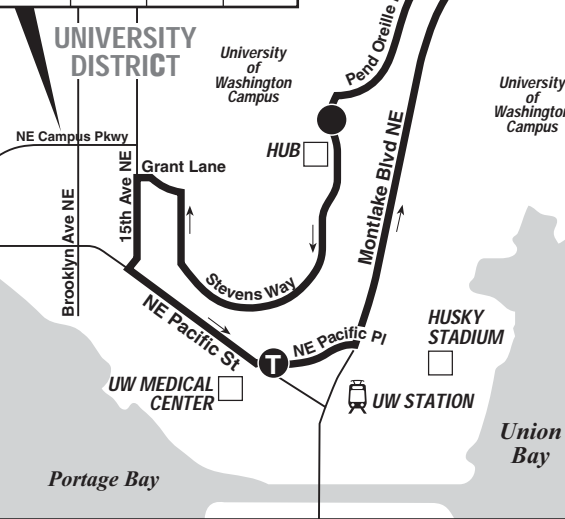 UNIVERSITY
DISTRICT
University
of
Washington
Campus
Pend Oreille
University
of
Washington
Campus
NE Campus Pkwy
HUB
Grant Lane
15th Ave NE
Brooklyn Ave NE
Montlake Blvd NE
Stevens Way
NE Pacific St
T
NE Pacific Pl
HUSKY
STADIUM
UW MEDICAL
CENTER
UW STATION
Union
Bay
Portage Bay